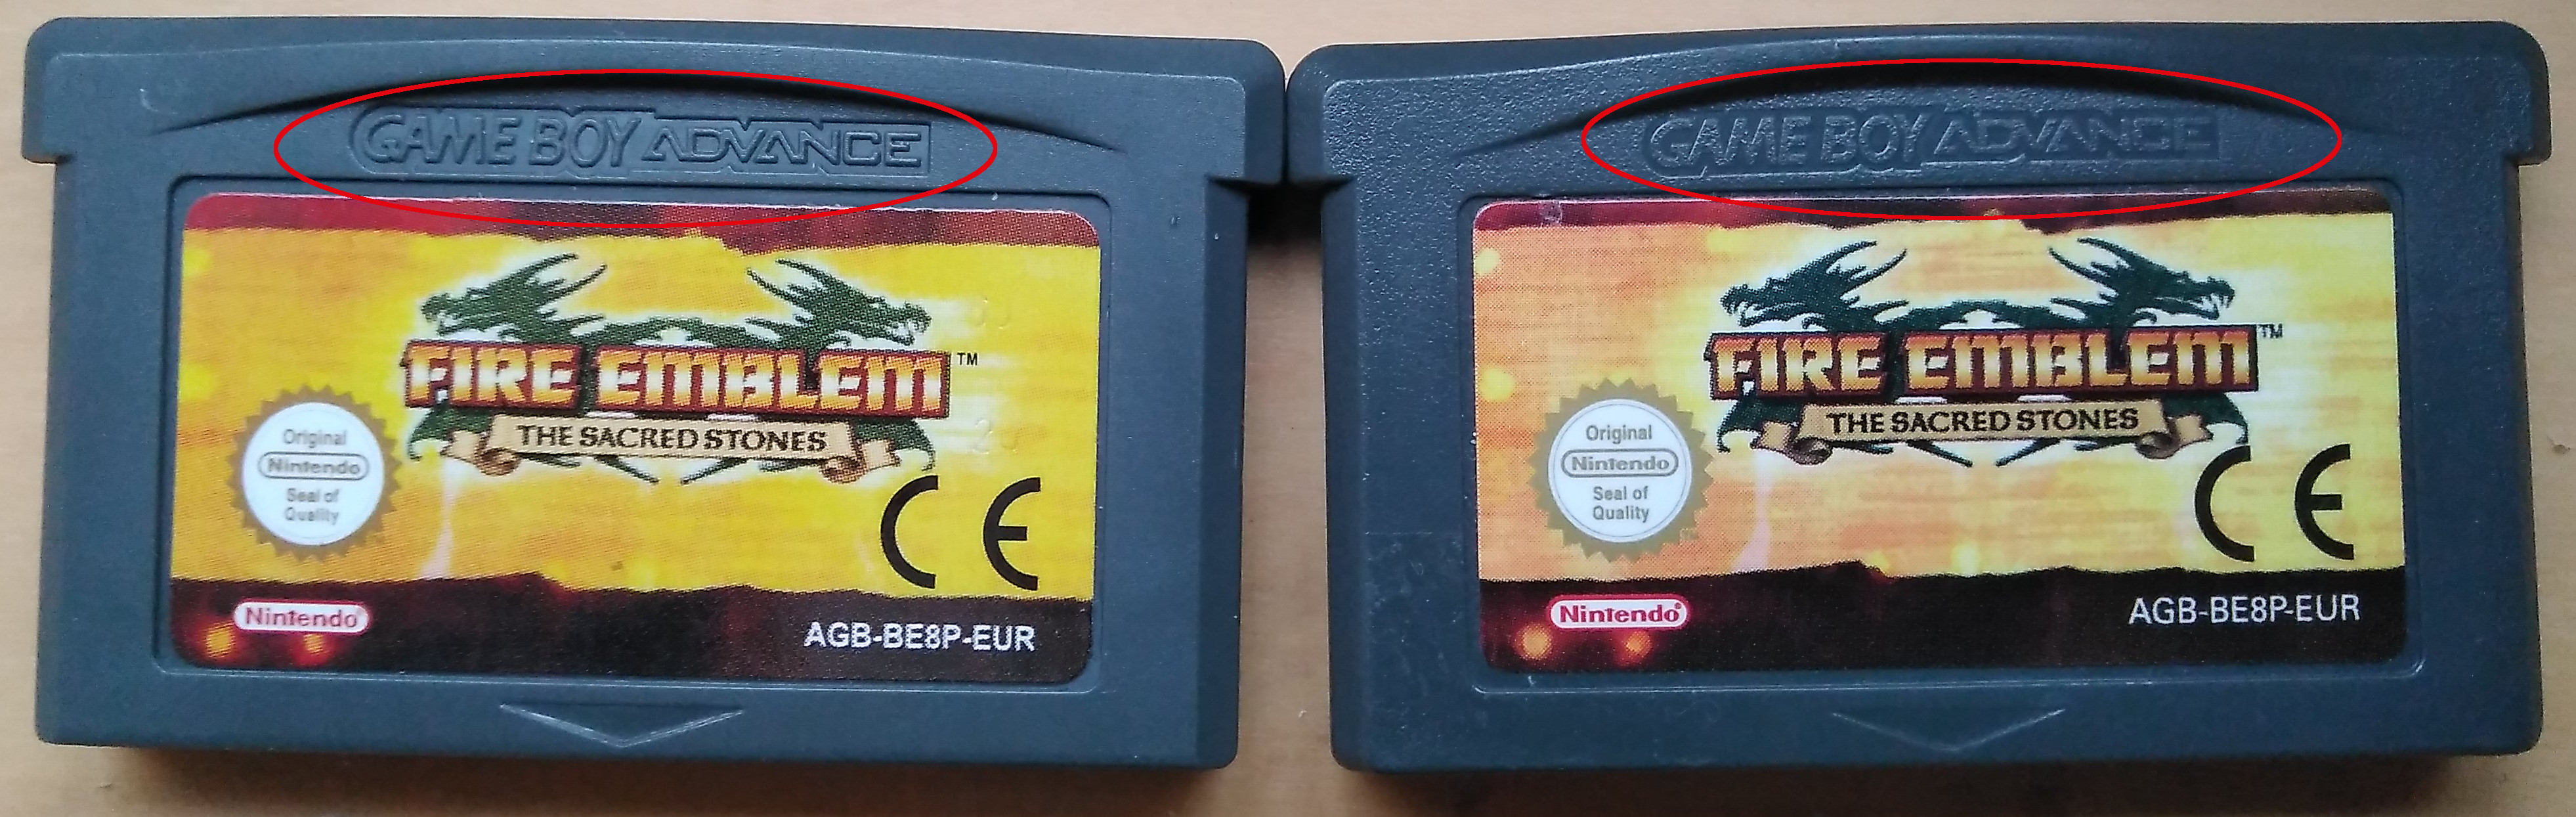 GAME BOY ADVANCE
FIRE EMBLEM™
THE SACRED STONES
Original
Nintendo
Seal of
Quality
CE
Nintendo®
AGB-BE8P-EUR
GAME BOY ADVANCE
FIRE EMBLEM™
THE SACRED STONES
Original
Nintendo
Seal of
Quality
CE
Nintendo®
AGB-BE8P-EUR